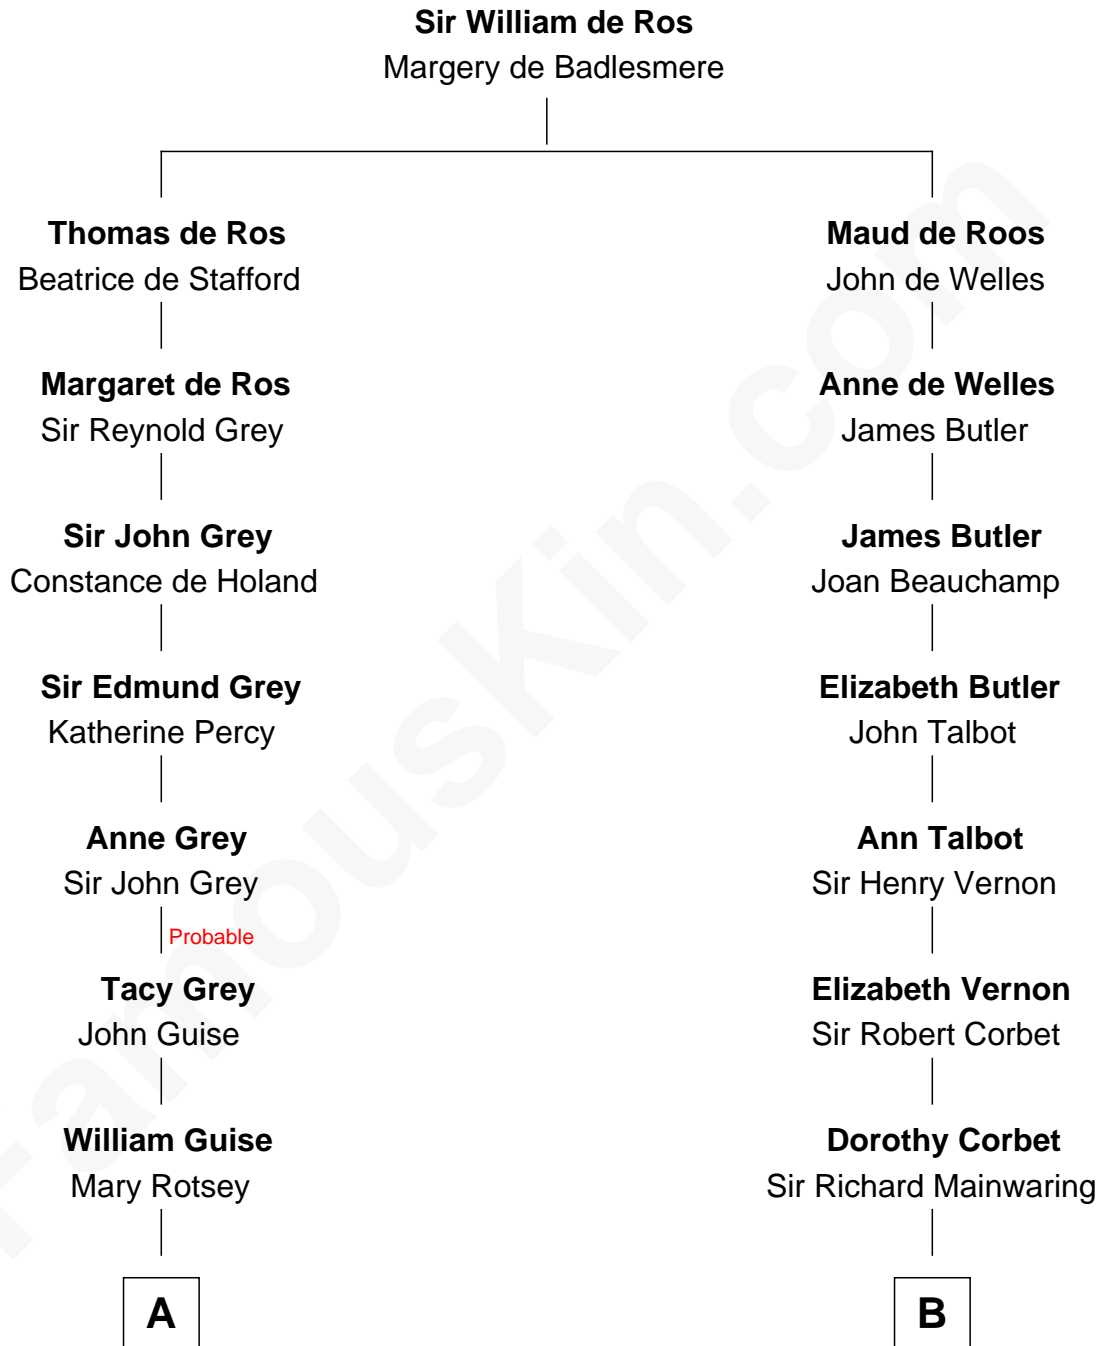 Sir William de Ros
Margery de Badlesmere
Thomas de Ros
Beatrice de Stafford
Margaret de Ros
Sir Reynold Grey
Sir John Grey
Constance de Holand
Sir Edmund Grey
Katherine Percy
Anne Grey
Sir John Grey
Probable
Tacy Grey
John Guise
William Guise
Mary Rotsey
A
Maud de Roos
John de Welles
Anne de Welles
James Butler
James Butler
Joan Beauchamp
Elizabeth Butler
John Talbot
Ann Talbot
Sir Henry Vernon
Elizabeth Vernon
Sir Robert Corbet
Dorothy Corbet
Sir Richard Mainwaring
B
FamousKin.com